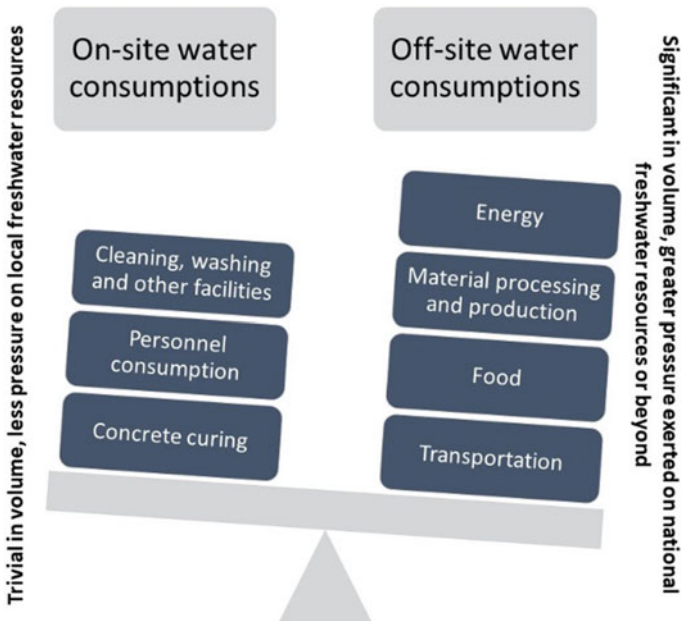 Trivial in volume, less pressure on local freshwater resources
On-site water
consumptions
Cleaning, washing
and other facilities
Personnel
consumption
Concrete curing
Off-site water
consumptions
Energy
Material processing
and production
Food
Transportation
Significant in volume, greater pressure exerted on national
freshwater resources or beyond